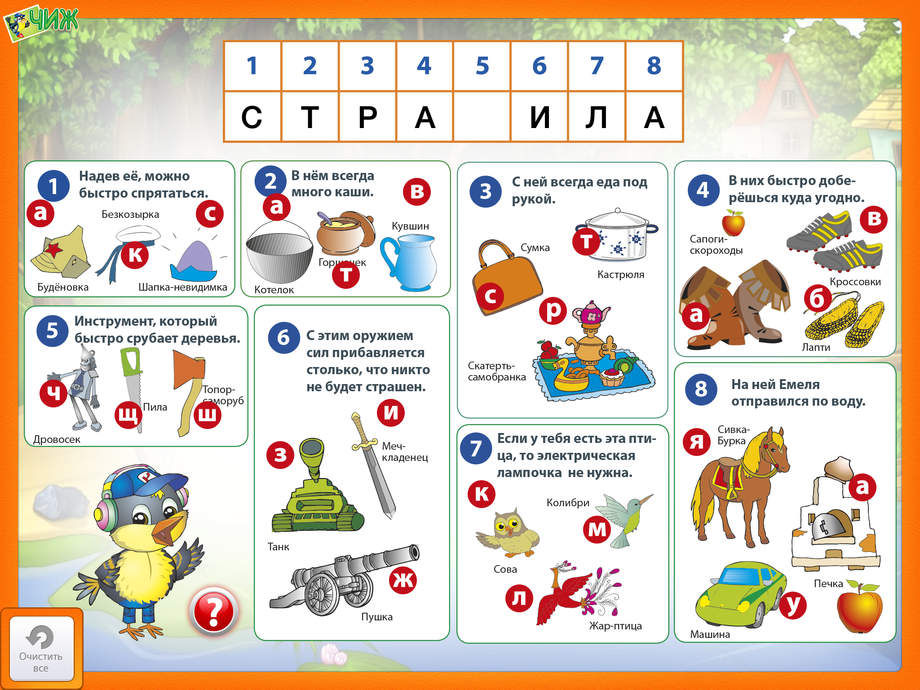 ЧИЖ
1 2 3 4 5 6 7 8
С Т Р А И Л А
1
Надев её, можно
быстро спрятаться.
а
Безкозырка
с
к
Будёновка
Шапка-невидимка
2
В нём всегда
много каши.
а
в
Кувшин
Горшочек
т
Котелок
3
С ней всегда еда под
рукой.
Сумка
т
Кастрюля
с
р
Скатерть-
самобранка
4
В них быстро добе-
рёшься куда угодно.
в
Сапоги-
скороходы
Кроссовки
а
б
Лапти
5
Инструмент, который
быстро срубает деревья.
ч
щ
Пила
Топор-
саморуб
ш
Дровосек
6
С этим оружием
сил прибавляется
столько, что никто
не будет страшен.
и
з
Меч-
кладенец
Танк
ж
Пушка
7
Если у тебя есть эта пти-
ца, то электрическая
лампочка не нужна.
к
Колибри
м
Сова
л
Жар-птица
8
На ней Емеля
отправился по воду.
я
Сивка-
Бурка
а
Печка
у
Машина
?
Очистить
все